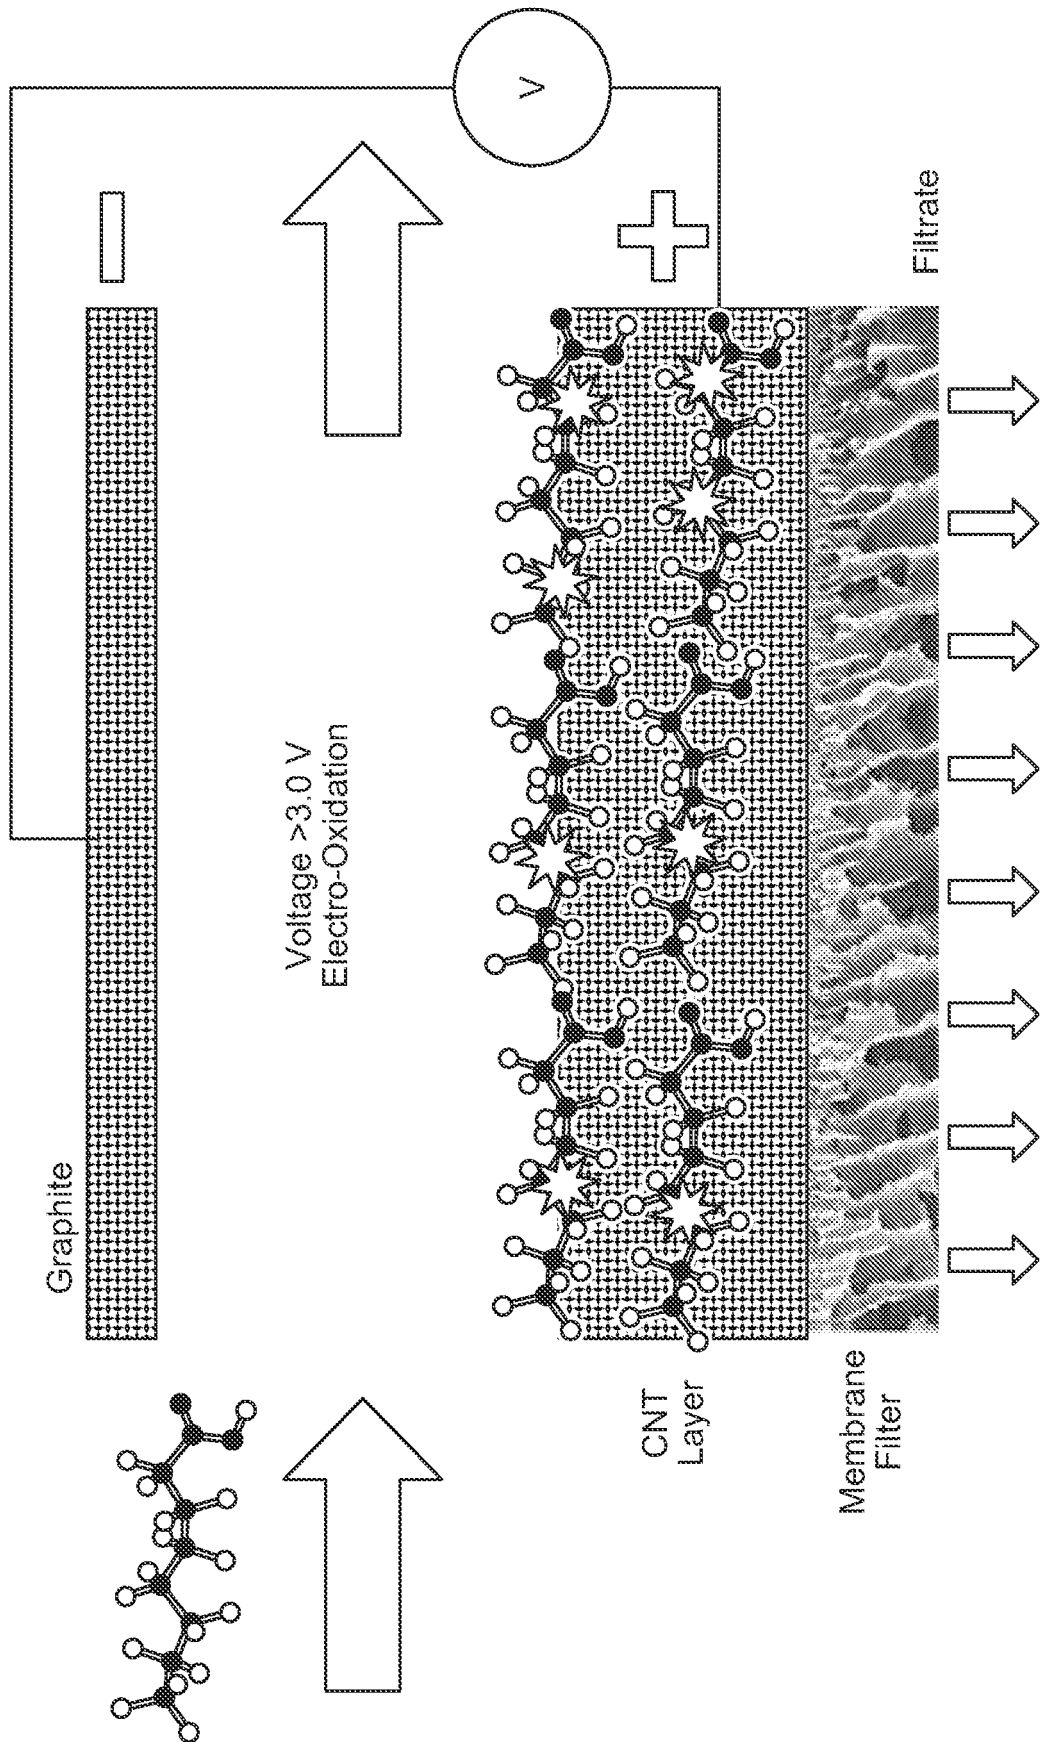 Graphite
V
Voltage >3.0 V
Electro-Oxidation
CNT
Layer
Membrane
Filter
Filtrate